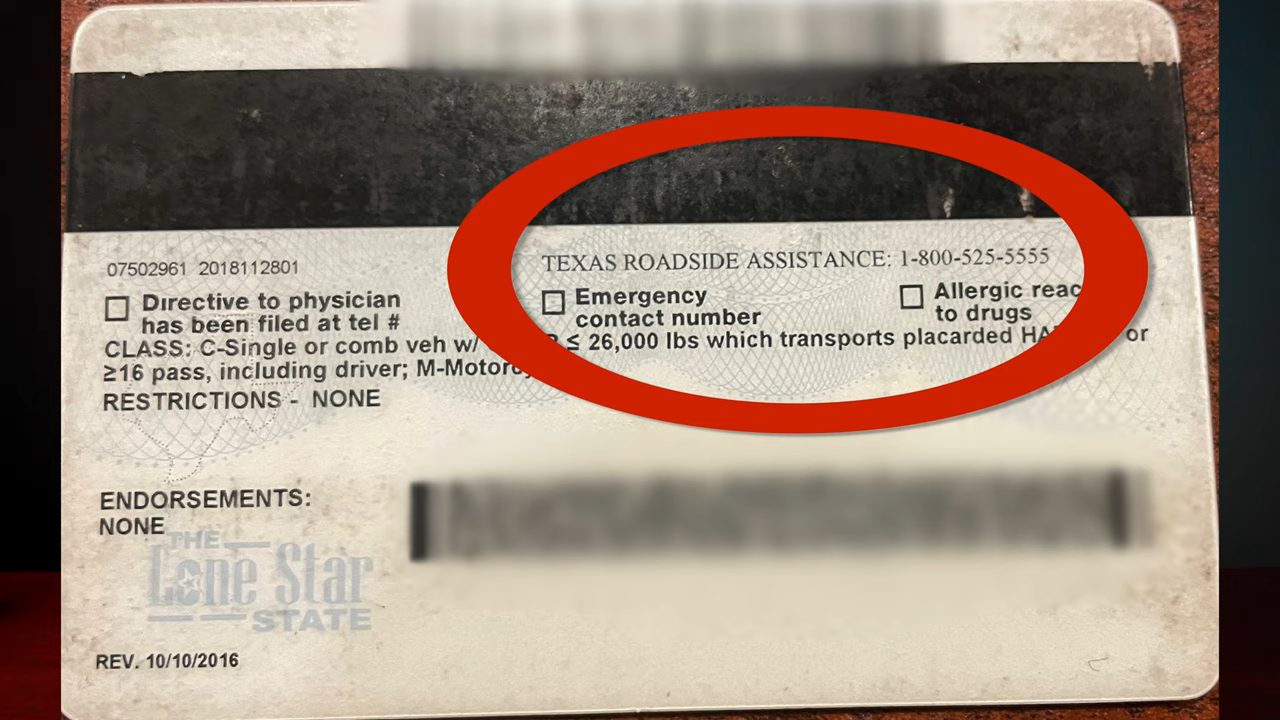 07502961 2018112801
TEXAS ROADSIDE ASSISTANCE: 1-800-525-5555
Directive to physician
has been filed at tel #
Emergency
contact number
Allergic reac
to drugs
CLASS: C-Single or comb veh w/ ≤ 26,000 lbs which transports placarded or
≥16 pass, including driver; M-Motorcy
RESTRICTIONS - NONE
ENDORSEMENTS:
NONE
THE
Lone Star
STATE
REV. 10/10/2016